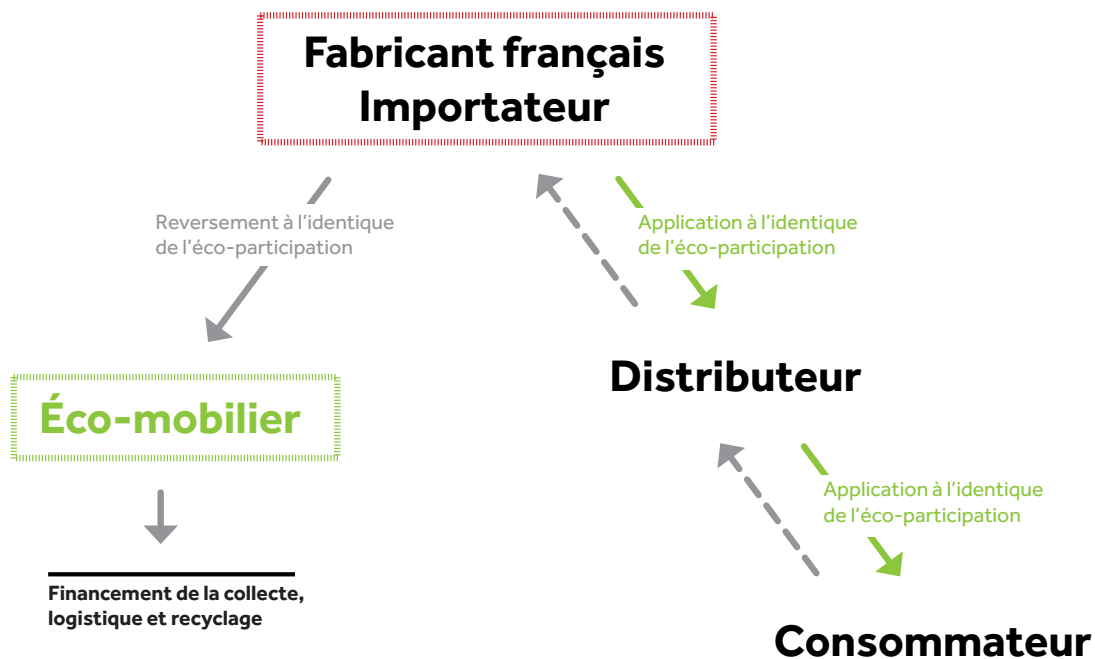 Fabricant français
Importateur
Reversement à l'identique
de l'éco-participation
Application à l'identique
de l'éco-participation
Distributeur
Éco-mobilier
Application à l'identique
de l'éco-participation
Financement de la collecte,
logistique et recyclage
Consommateur